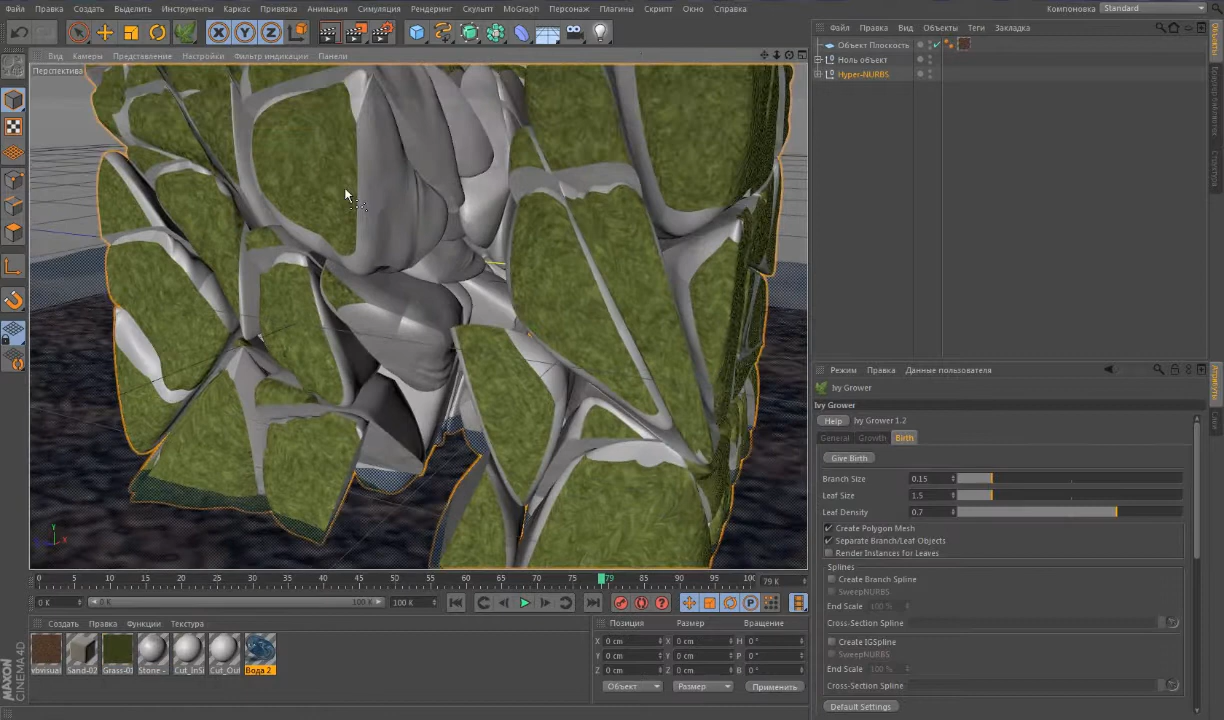 Файл Правка Создать Выделить Инструменты Каркас Привязка Анимация Симуляция Рендеринг Скульпт MoGraph Персонаж Плагины Скрипт Окно Справка Компоновка Standard
X Y Z
Вид Камеры Представление Настройки Фильтр индикации Панели
Перспектива
Файл Правка Вид Объекты Теги Закладка
Объект Плоскость
Ноль объект
Hyper-NURBS
Объекты
Структура
Режим Правка Данные пользователя
Атрибуты
Слои
Ivy Grower
Ivy Grower
Help Ivy Grower 1.2
General Growth Birth
Give Birth
Branch Size 0.15
Leaf Size 1.5
Leaf Density 0.7
Create Polygon Mesh
Separate Branch/Leaf Objects
Render Instances for Leaves
Splines
Create Branch Spline
SweepNURBS
End Scale 100 %
Cross-Section Spline
Create IGSpline
SweepNURBS
End Scale 100 %
Cross-Section Spline
Default Settings
Y
X
0 5 10 15 20 25 30 35 40 45 50 55 60 65 70 75 79 85 90 95 100 79 K
0 K 0 K 100 K 100 K
P
Создать Правка Функции Текстура
Sand-02 Grass-0 Stone - Cut_InSi Cut_Out Вода 2
Позиция Размер Вращение
X 0 cm X 0 cm H 0 °
Y 0 cm Y 0 cm P 0 °
Z 0 cm Z 0 cm B 0 °
Объект Размер Применить
MAXON
CINEMA 4D